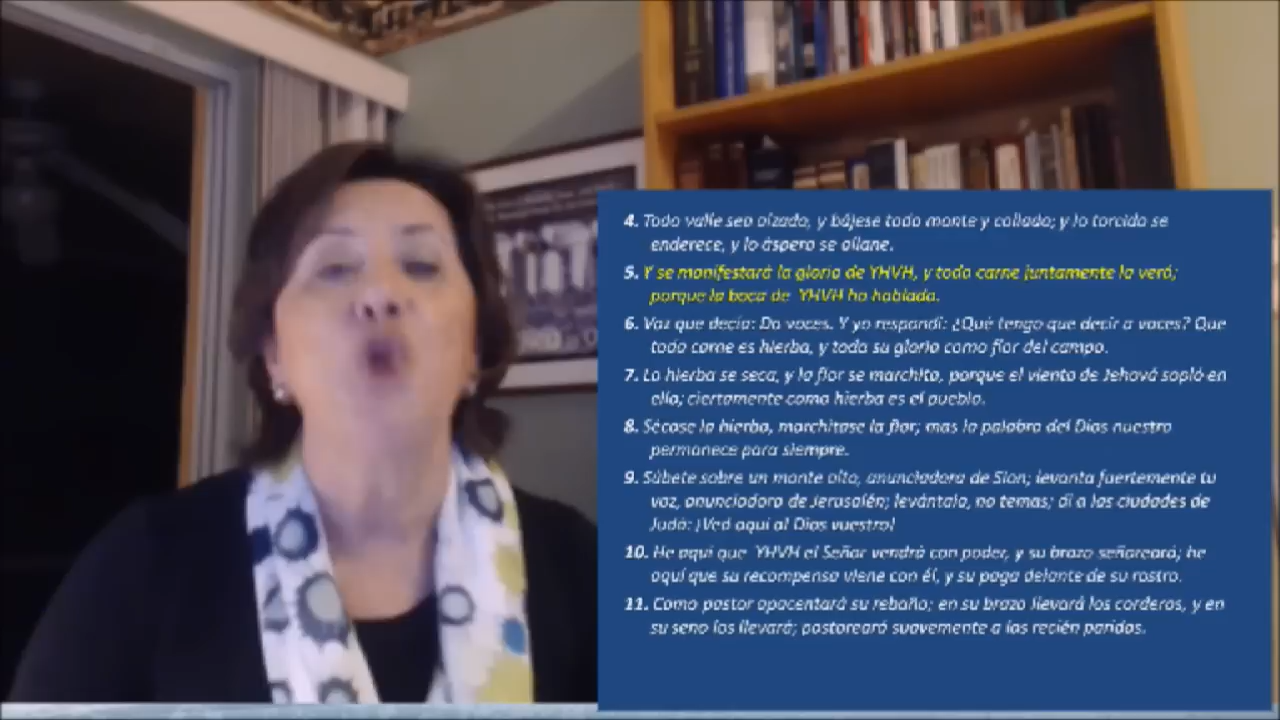 4. Todo valle sea alzado, y bájese todo monte y collado; y lo torcido se
enderece, y lo áspero se allane.
5. Y se manifestará la gloria de YHVH, y toda carne juntamente la verá;
porque la boca de YHVH ha hablado.
6. Voz que decía: Da voces. Y yo respondí: ¿Qué tengo que decir a voces? Que
toda carne es hierba, y toda su gloria como flor del campo.
7. La hierba se seca, y la flor se marchita, porque el viento de Jehová sopló en
ella; ciertamente como hierba es el pueblo.
8. Sécase la hierba, marchítase la flor; mas la palabra del Dios nuestro
permanece para siempre.
9. Súbete sobre un monte alto, anunciadora de Sion; levanta fuertemente tu
voz, anunciadora de Jerusalén; levántala, no temas; di a las ciudades de
Judá: ¡Ved aquí al Dios vuestro!
10. He aquí que YHVH el Señor vendrá con poder, y su brazo señoreará; he
aquí que su recompensa viene con él, y su paga delante de su rostro.
11. Como pastor apacentará su rebaño; en su brazo llevará los corderos, y en
su seno los llevará; pastoreará suavemente a las recién paridas.